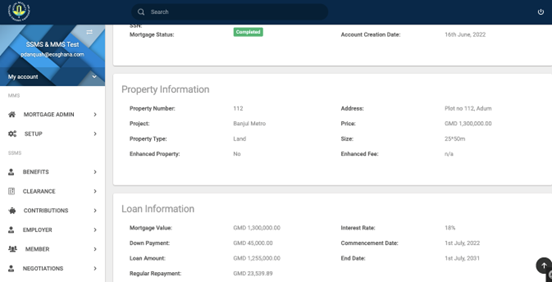 Search
SSMS & MMS Test
pdanquah@ecsghana.com
My account
MMS
MORTGAGE ADMIN
SETUP
SSMS
BENEFITS
CLEARANCE
CONTRIBUTIONS
EMPLOYER
MEMBER
NEGOTIATIONS
SSN:
Mortgage Status: Completed Account Creation Date: 16th June, 2022
Property Information
Property Number: 112 Address: Plot no 112, Adum
Project: Banjul Metro Price: GMD 1,300,000.00
Property Type: Land Size: 25*50m
Enhanced Property: No Enhanced Fee: n/a
Loan Information
Mortgage Value: GMD 1,300,000.00 Interest Rate: 18%
Down Payment: GMD 45,000.00 Commencement Date: 1st July, 2022
Loan Amount: GMD 1,255,000.00 End Date: 1st July, 2031
Regular Repayment: GMD 23,539.89